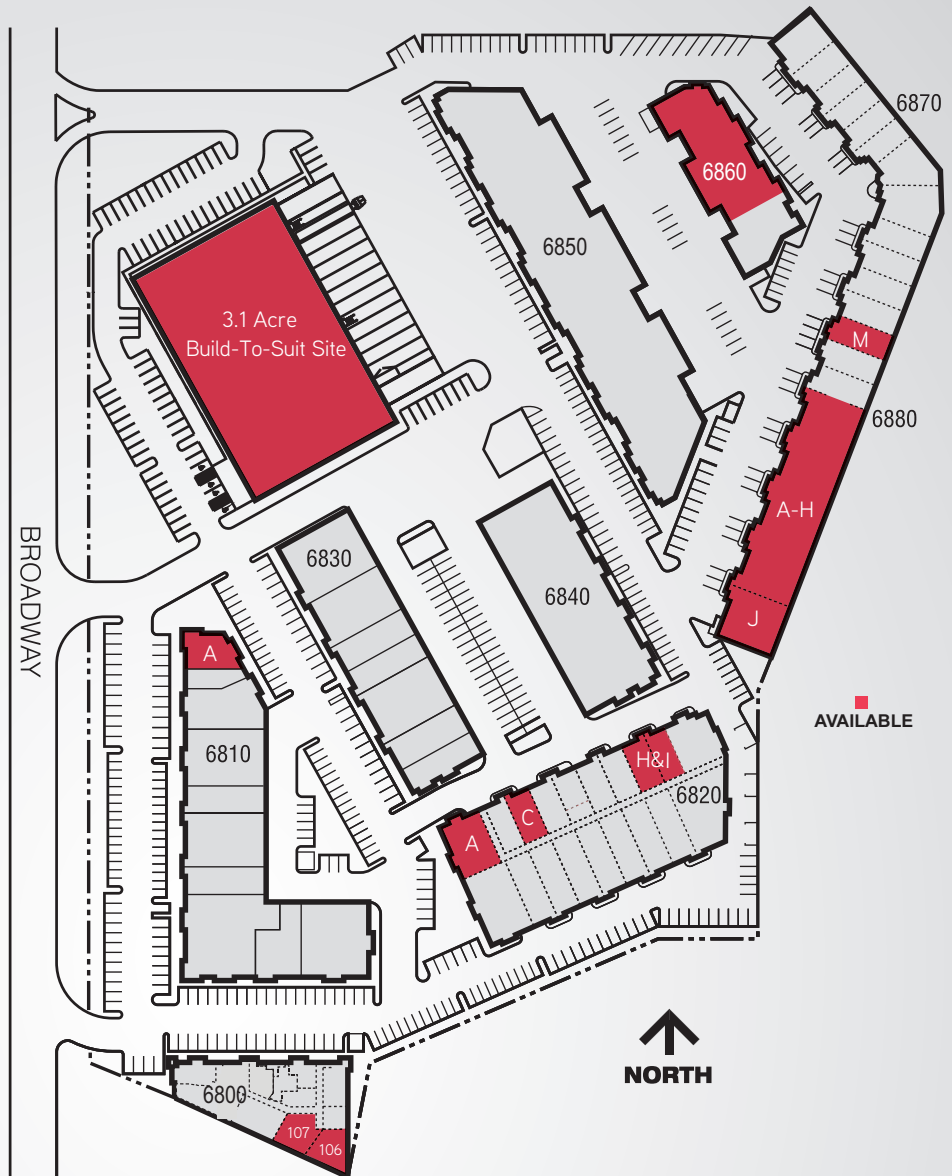 6870
6860
6850
3.1 Acre
Build-To-Suit Site
M
6880
A-H
BROADWAY
6830
6840
J
A
AVAILABLE
6810
H&I
6820
C
A
NORTH
6800
107
106